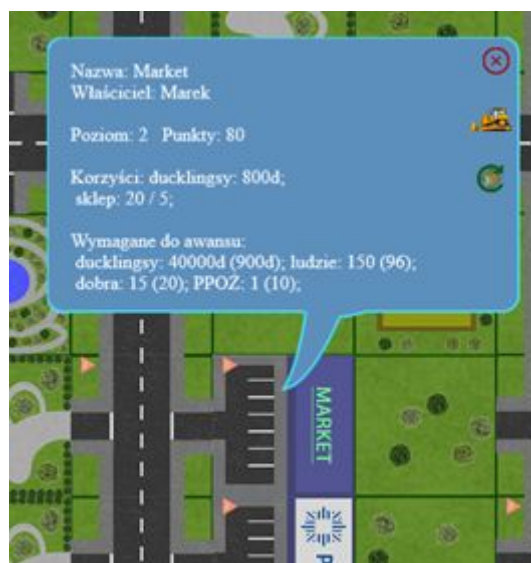 Nazwa: Market
Właściciel: Marek
Poziom: 2 Punkty: 80
Korzyści: ducklingsy: 800d;
sklep: 20 / 5;
Wymagane do awansu:
ducklingsy: 40000d (900d); ludzie: 150 (96);
dobra: 15 (20); PPOŻ: 1 (10);
MARKET
P